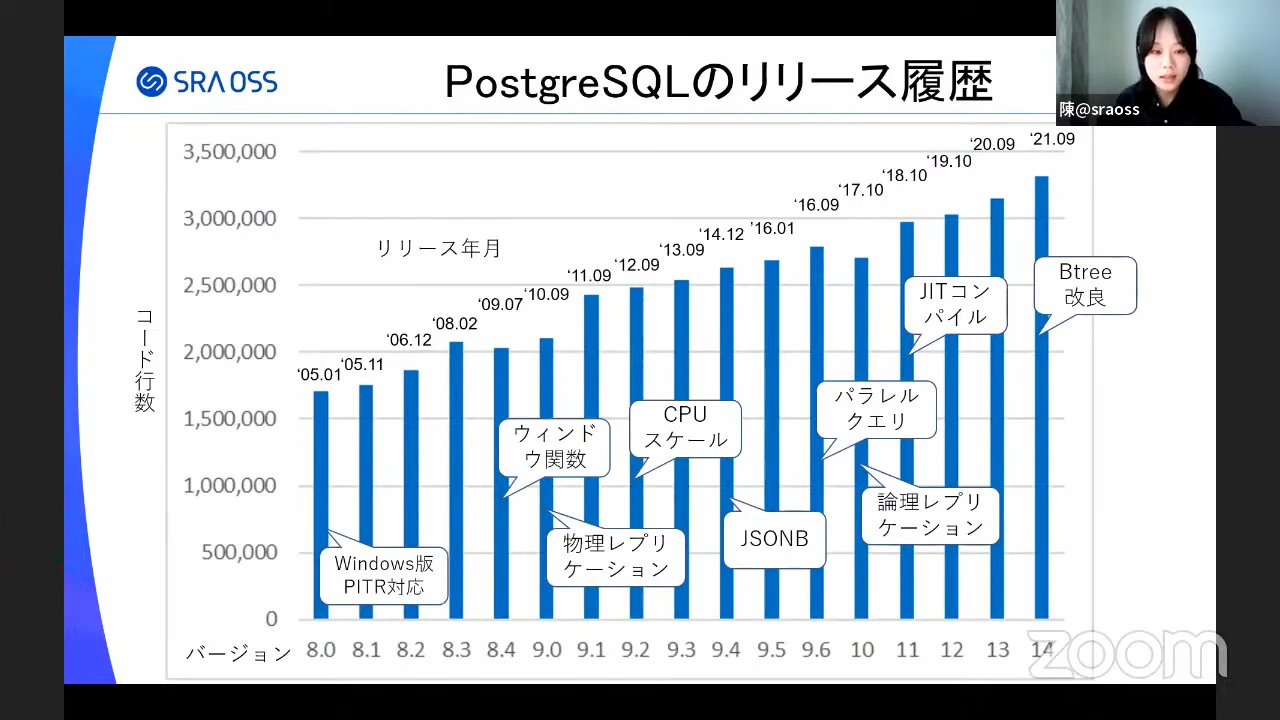 SRA OSS
PostgreSQLのリリース履歴
陳@sraoss
3,500,000
3,000,000
2,500,000
2,000,000
1,500,000
1,000,000
500,000
0
コード行数
リリース年月
‘05.01
‘05.11
‘06.12
‘08.02
‘09.07
‘10.09
‘11.09
‘12.09
‘13.09
‘14.12
’16.01
‘16.09
‘17.10
‘18.10
‘19.10
‘20.09
‘21.09
Windows版
PITR対応
ウィンド
ウ関数
物理レプリ
ケーション
CPU
スケール
JSONB
パラレル
クエリ
論理レプリ
ケーション
JITコン
パイル
Btree
改良
バージョン 8.0 8.1 8.2 8.3 8.4 9.0 9.1 9.2 9.3 9.4 9.5 9.6 10 11 12 13 14
zoom